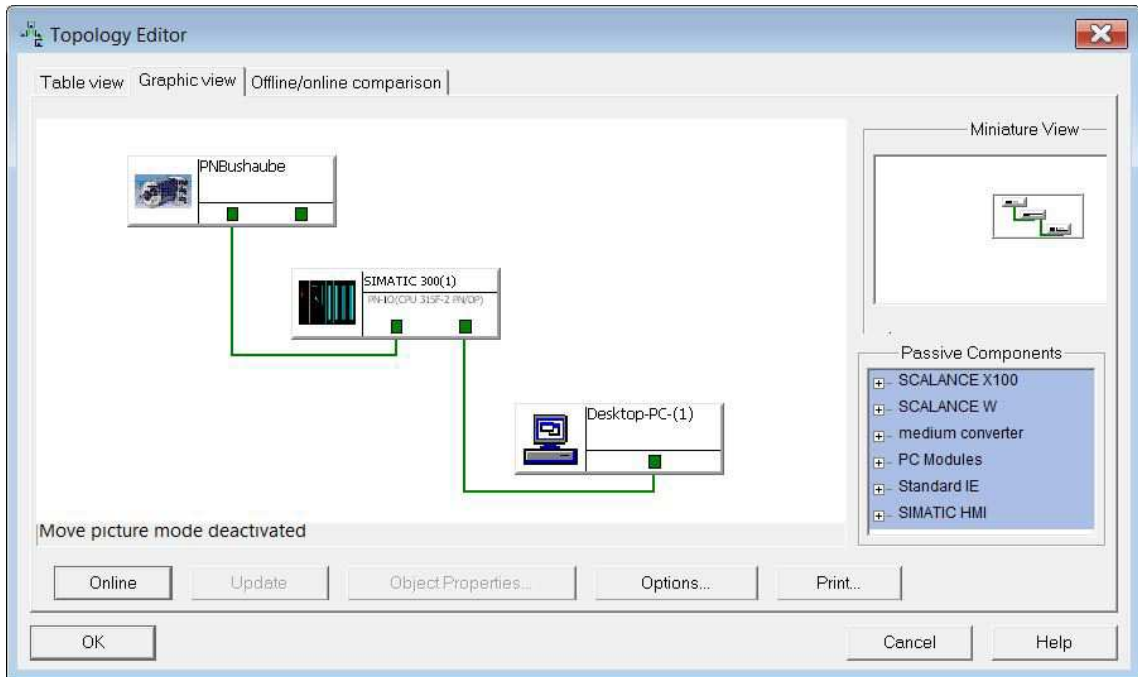 Topology Editor
Table view Graphic view Offline/online comparison
Miniature View
PNBushaube
SIMATIC 300(1)
PN-IO(CPU 315F-2 PN/DP)
Desktop-PC-(1)
Move picture mode deactivated
Passive Components
SCALANCE X100
SCALANCE W
medium converter
PC Modules
Standard IE
SIMATIC HMI
Online Update Object Properties... Options... Print...
OK Cancel Help